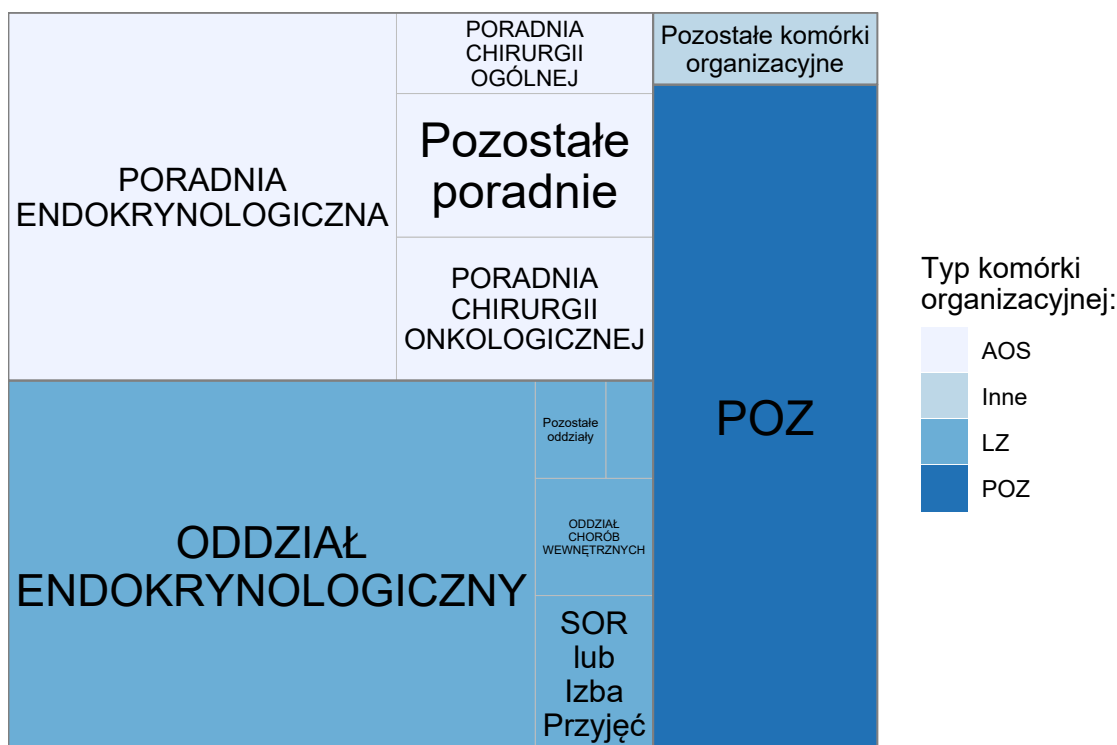 PORADNIA
ENDOKRYNOLOGICZNA
PORADNIA
CHIRURGII
OGÓLNEJ
Pozostałe
poradnie
PORADNIA
CHIRURGII
ONKOLOGICZNEJ
Pozostałe komórki
organizacyjne
POZ
ODDZIAŁ
ENDOKRYNOLOGICZNY
Pozostałe
oddziały
ODDZIAŁ
CHORÓB
WEWNĘTRZNYCH
SOR
lub
Izba
Przyjęć
Typ komórki
organizacyjnej:
AOS
Inne
LZ
POZ